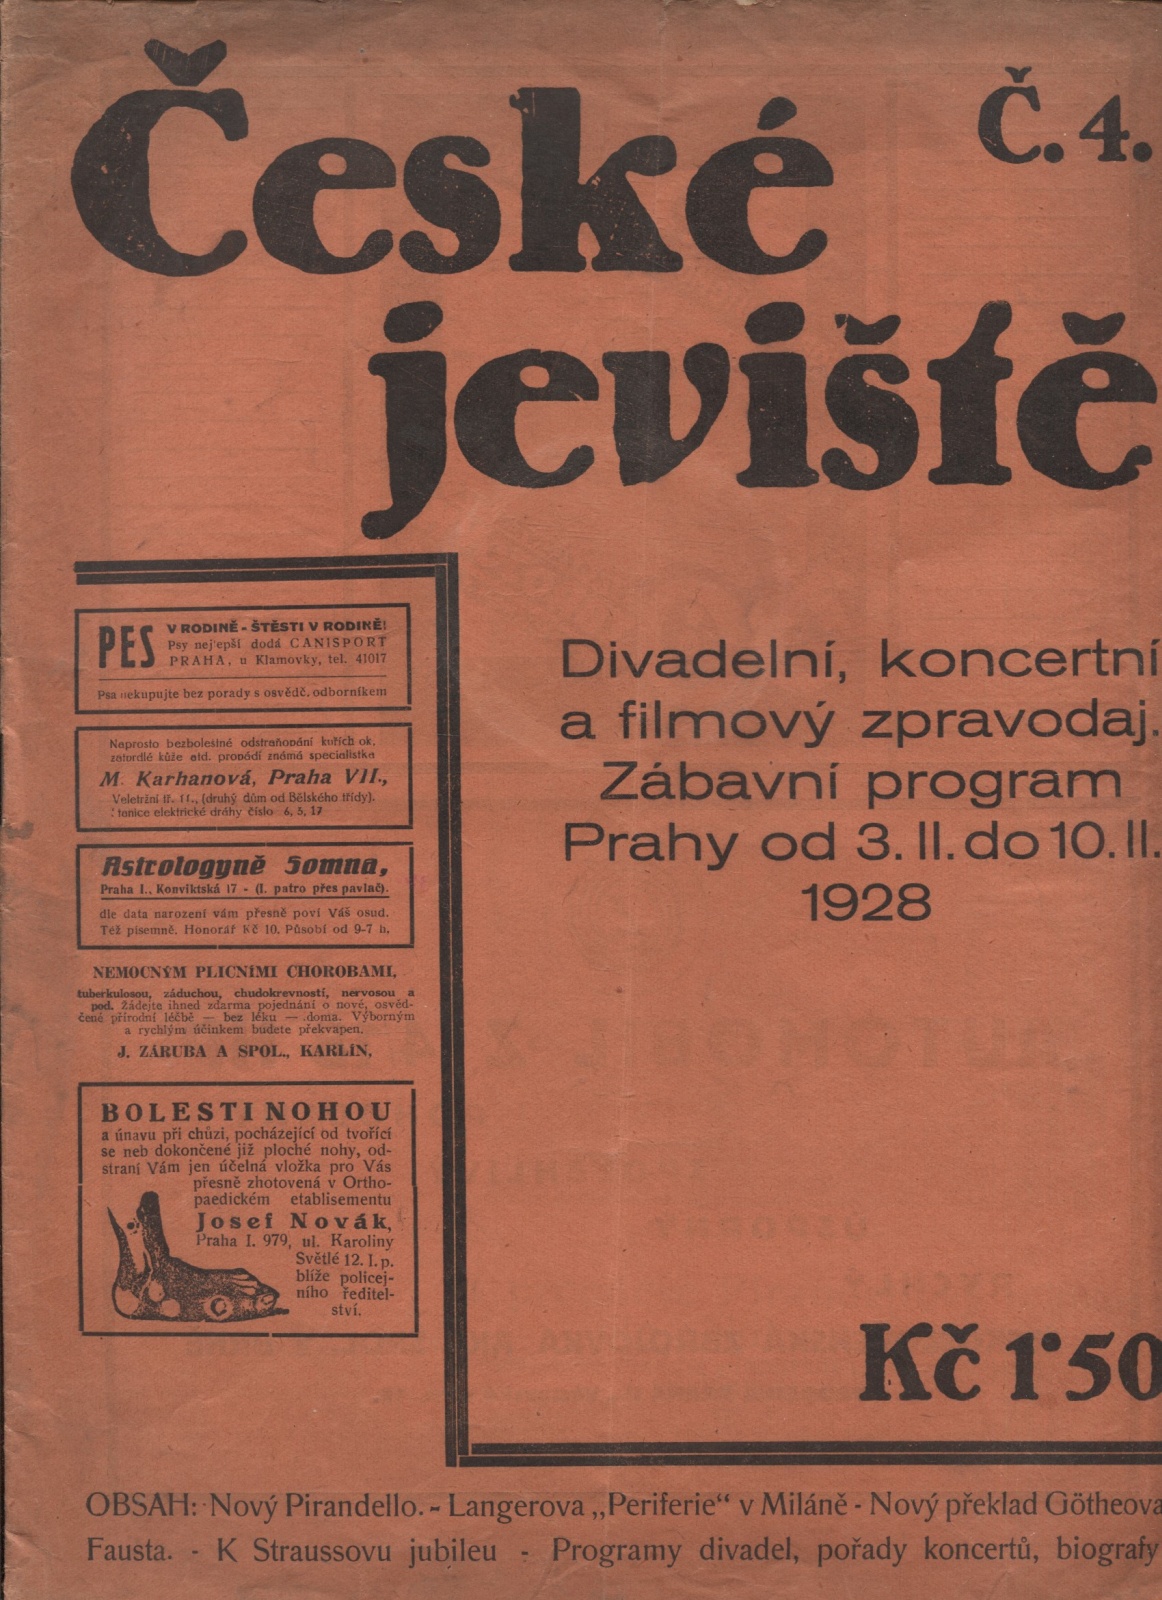 České
Č. 4.
jeviště
PES
V RODINĚ - ŠTĚSTI V RODINĚ!
Psy nejlepší dodá CANISPORT
PRAHA, u Klamovky, tel. 41017
Psa nekupujte bez porady s osvědč. odborníkem
Naprosto bezbolestné odstraňování kuřích ok,
zatvrdlé kůže atd. provádí známá specialistka
M. Karhanová, Praha VII.,
Veletržní tř. 11., (druhý dům od Bělského třídy).
Stanice elektrické dráhy číslo 6, 5, 17
Astrologyně Somna,
Praha I., Konviktská 17 - (I. patro přes pavlač).
dle data narození vám přesně poví Váš osud.
Též písemně. Honorář Kč 10. Působí od 9-7 h.
NEMOCNÝM PLICNÍMI CHOROBAMI,
tuberkulosou, záduchou, chudokrevností, nervosou a
pod. Žádejte ihned zdarma pojednání o nové, osvěd-
čené přírodní léčbě — bez léku — doma. Výborným
a rychlým účinkem budete překvapen.
J. ZÁRUBA A SPOL., KARLÍN,
BOLESTI NOHOU
a únavu při chůzi, pocházející od tvořící
se neb dokončené již ploché nohy, od-
straní Vám jen účelná vložka pro Vás
přesně zhotovená v Ortho-
paedickém etablisementu
Josef Novák,
Praha I. 979, ul. Karoliny
Světlé 12. I. p.
blíže policej-
ního ředitel-
ství.
Divadelní, koncertní
a filmový zpravodaj.
Zábavní program
Prahy od 3. II. do 10. II.
1928
Kč 1·50
OBSAH: Nový Pirandello. - Langerova „Periferie“ v Miláně - Nový překlad Götheova
Fausta. - K Straussovu jubileu - Programy divadel, pořady koncertů, biografy